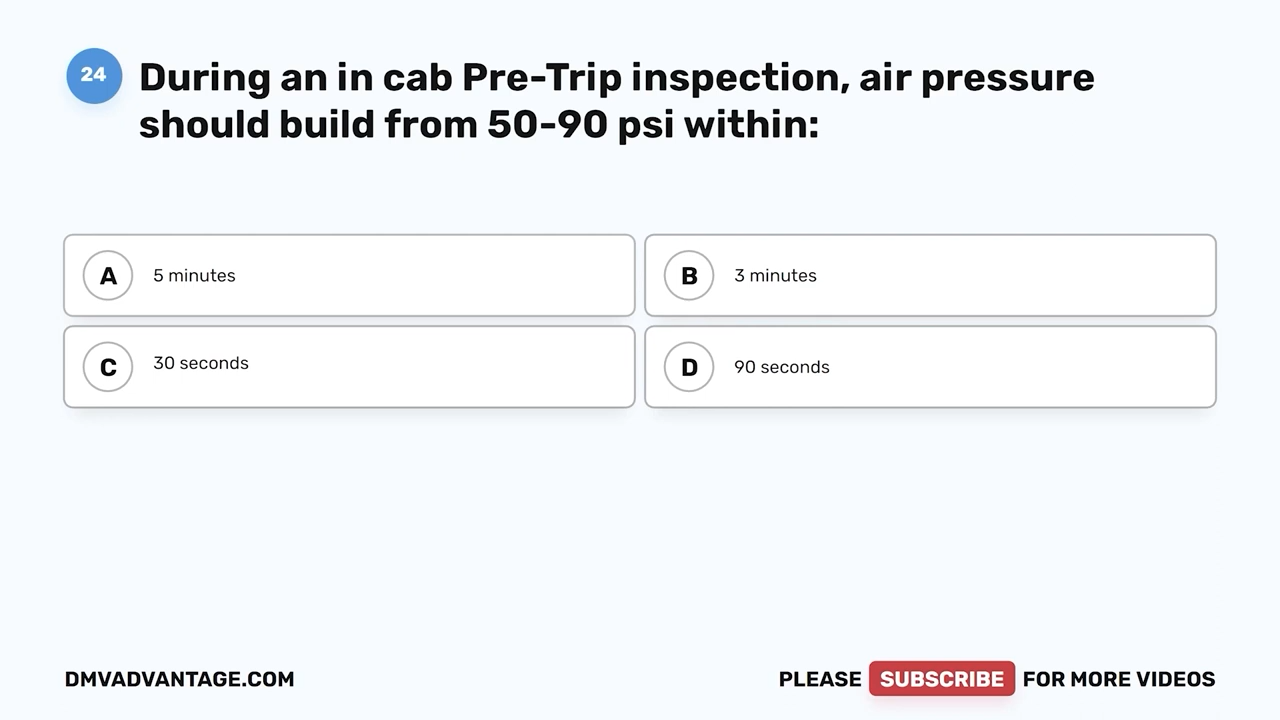 24
During an in cab Pre-Trip inspection, air pressure
should build from 50-90 psi within:
A 5 minutes
B 3 minutes
C 30 seconds
D 90 seconds
DMVADVANTAGE.COM
PLEASE SUBSCRIBE FOR MORE VIDEOS